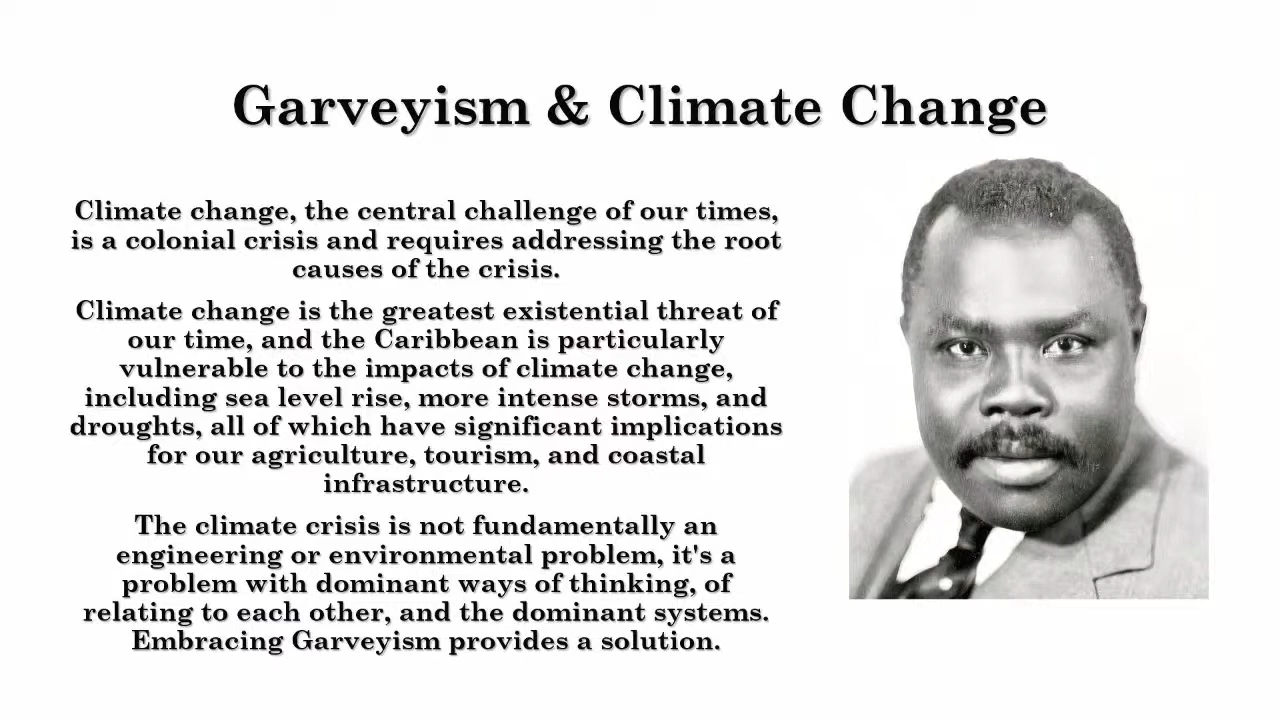 Garveyism & Climate Change
Climate change, the central challenge of our times,
is a colonial crisis and requires addressing the root
causes of the crisis.
Climate change is the greatest existential threat of
our time, and the Caribbean is particularly
vulnerable to the impacts of climate change,
including sea level rise, more intense storms, and
droughts, all of which have significant implications
for our agriculture, tourism, and coastal
infrastructure.
The climate crisis is not fundamentally an
engineering or environmental problem, it's a
problem with dominant ways of thinking, of
relating to each other, and the dominant systems.
Embracing Garveyism provides a solution.